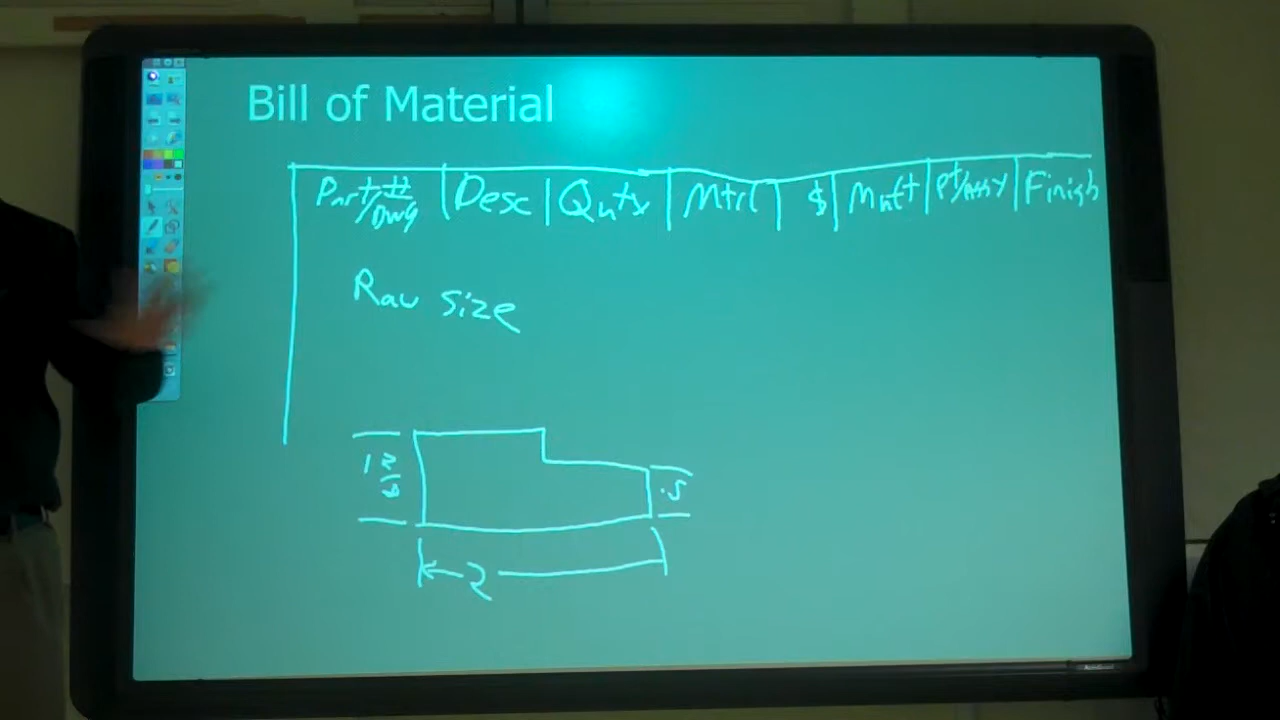 Bill of Material
Part# /Dwg Desc Qnty Mtrl $ Mnft Pt/Assy Finish
Raw size
.5
2